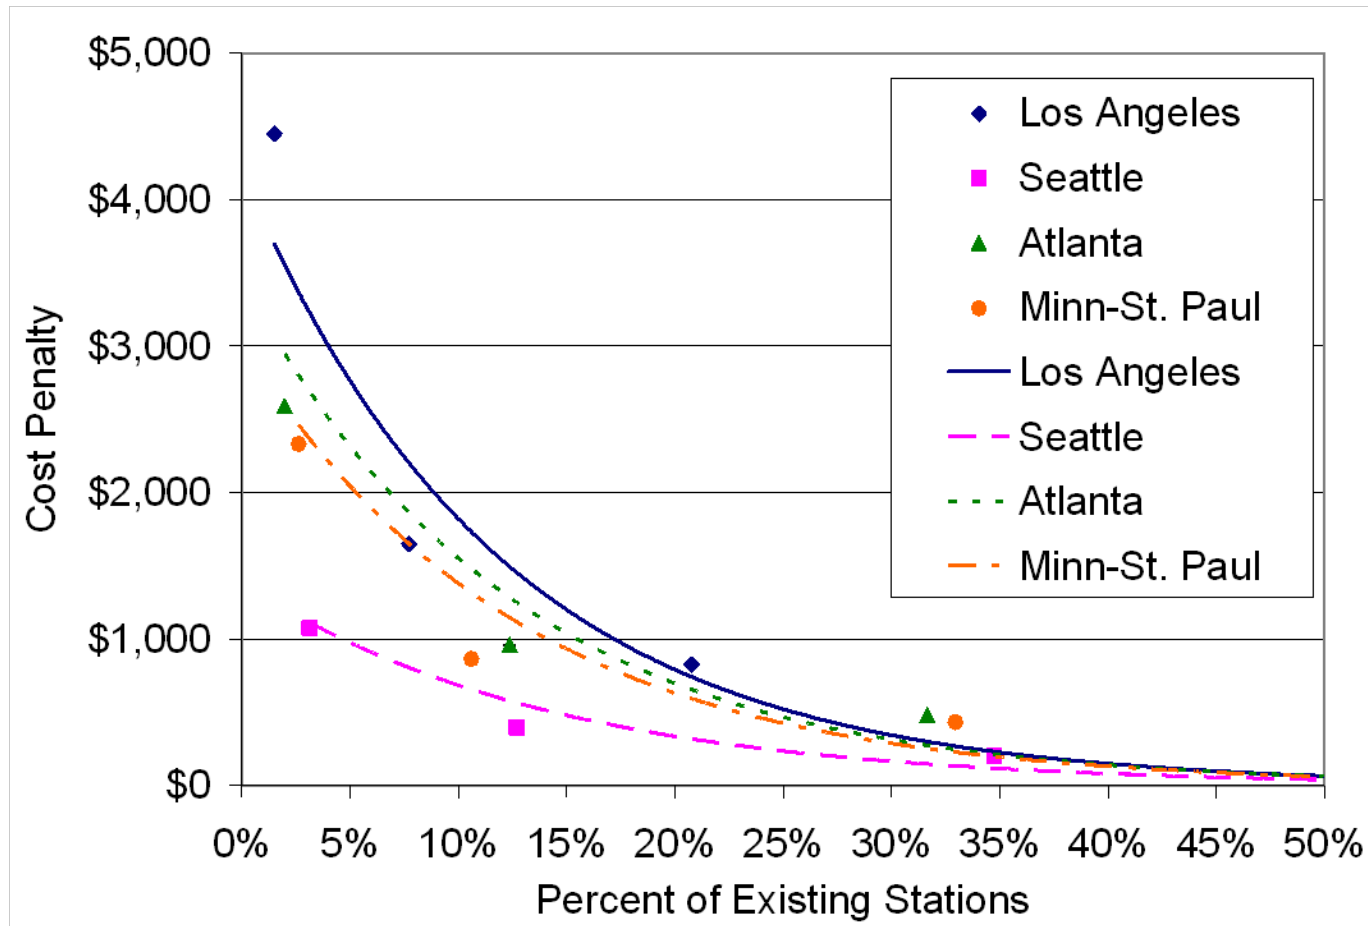 $5,000
$4,000
$3,000
$2,000
$1,000
$0
Cost Penalty
Los Angeles
Seattle
Atlanta
Minn-St. Paul
Los Angeles
Seattle
Atlanta
Minn-St. Paul
0% 5% 10% 15% 20% 25% 30% 35% 40% 45% 50%
Percent of Existing Stations